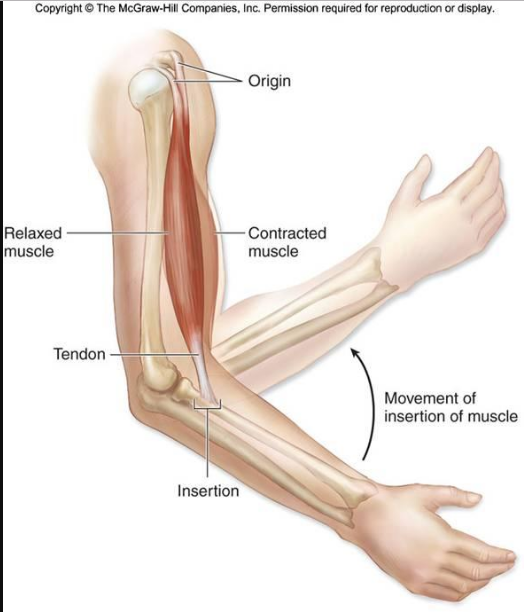 Copyright © The McGraw-Hill Companies, Inc. Permission required for reproduction or display.
Origin
Relaxed
muscle
Contracted
muscle
Tendon
Movement of
insertion of muscle
Insertion